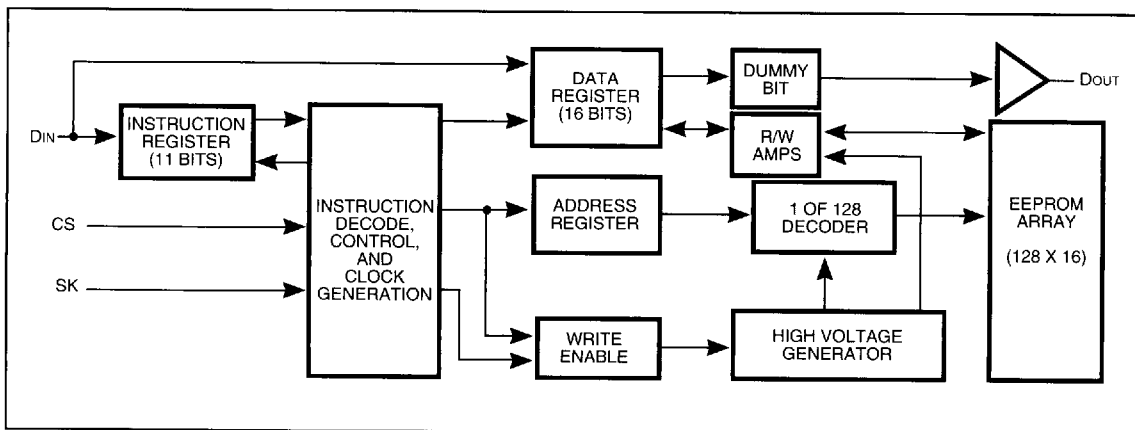 DATA
REGISTER
(16 BITS)
DUMMY
BIT
DOUT
DIN
INSTRUCTION
REGISTER
(11 BITS)
R/W
AMPS
CS
SK
INSTRUCTION
DECODE,
CONTROL,
AND
CLOCK
GENERATION
ADDRESS
REGISTER
1 OF 128
DECODER
EEPROM
ARRAY
(128 X 16)
WRITE
ENABLE
HIGH VOLTAGE
GENERATOR